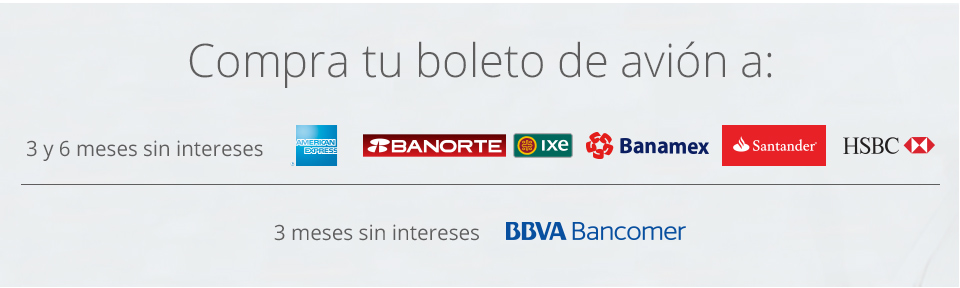 Compra tu boleto de avión a:
3 y 6 meses sin intereses AMERICAN EXPRESS BANORTE ixe Banamex Santander HSBC
3 meses sin intereses BBVA Bancomer